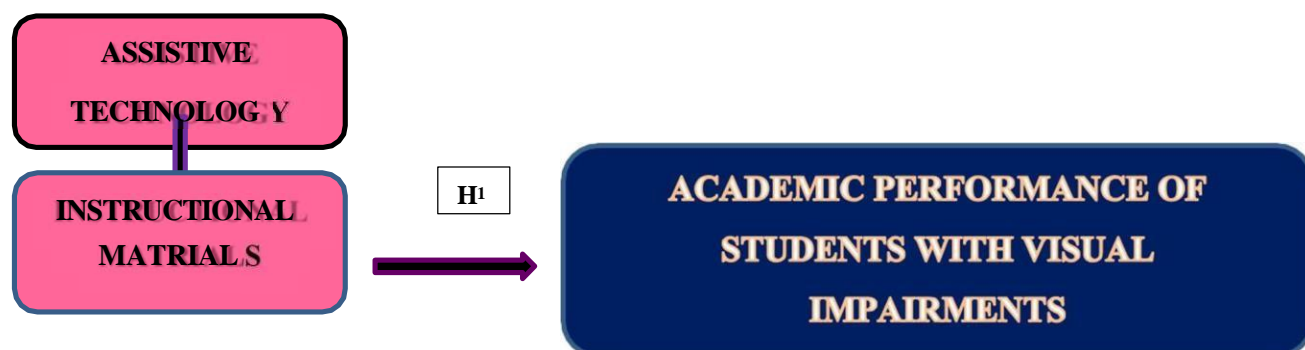 ASSISTIVE
TECHNOLOGY
INSTRUCTIONAL
MATRIALS
H¹
ACADEMIC PERFORMANCE OF
STUDENTS WITH VISUAL
IMPAIRMENTS